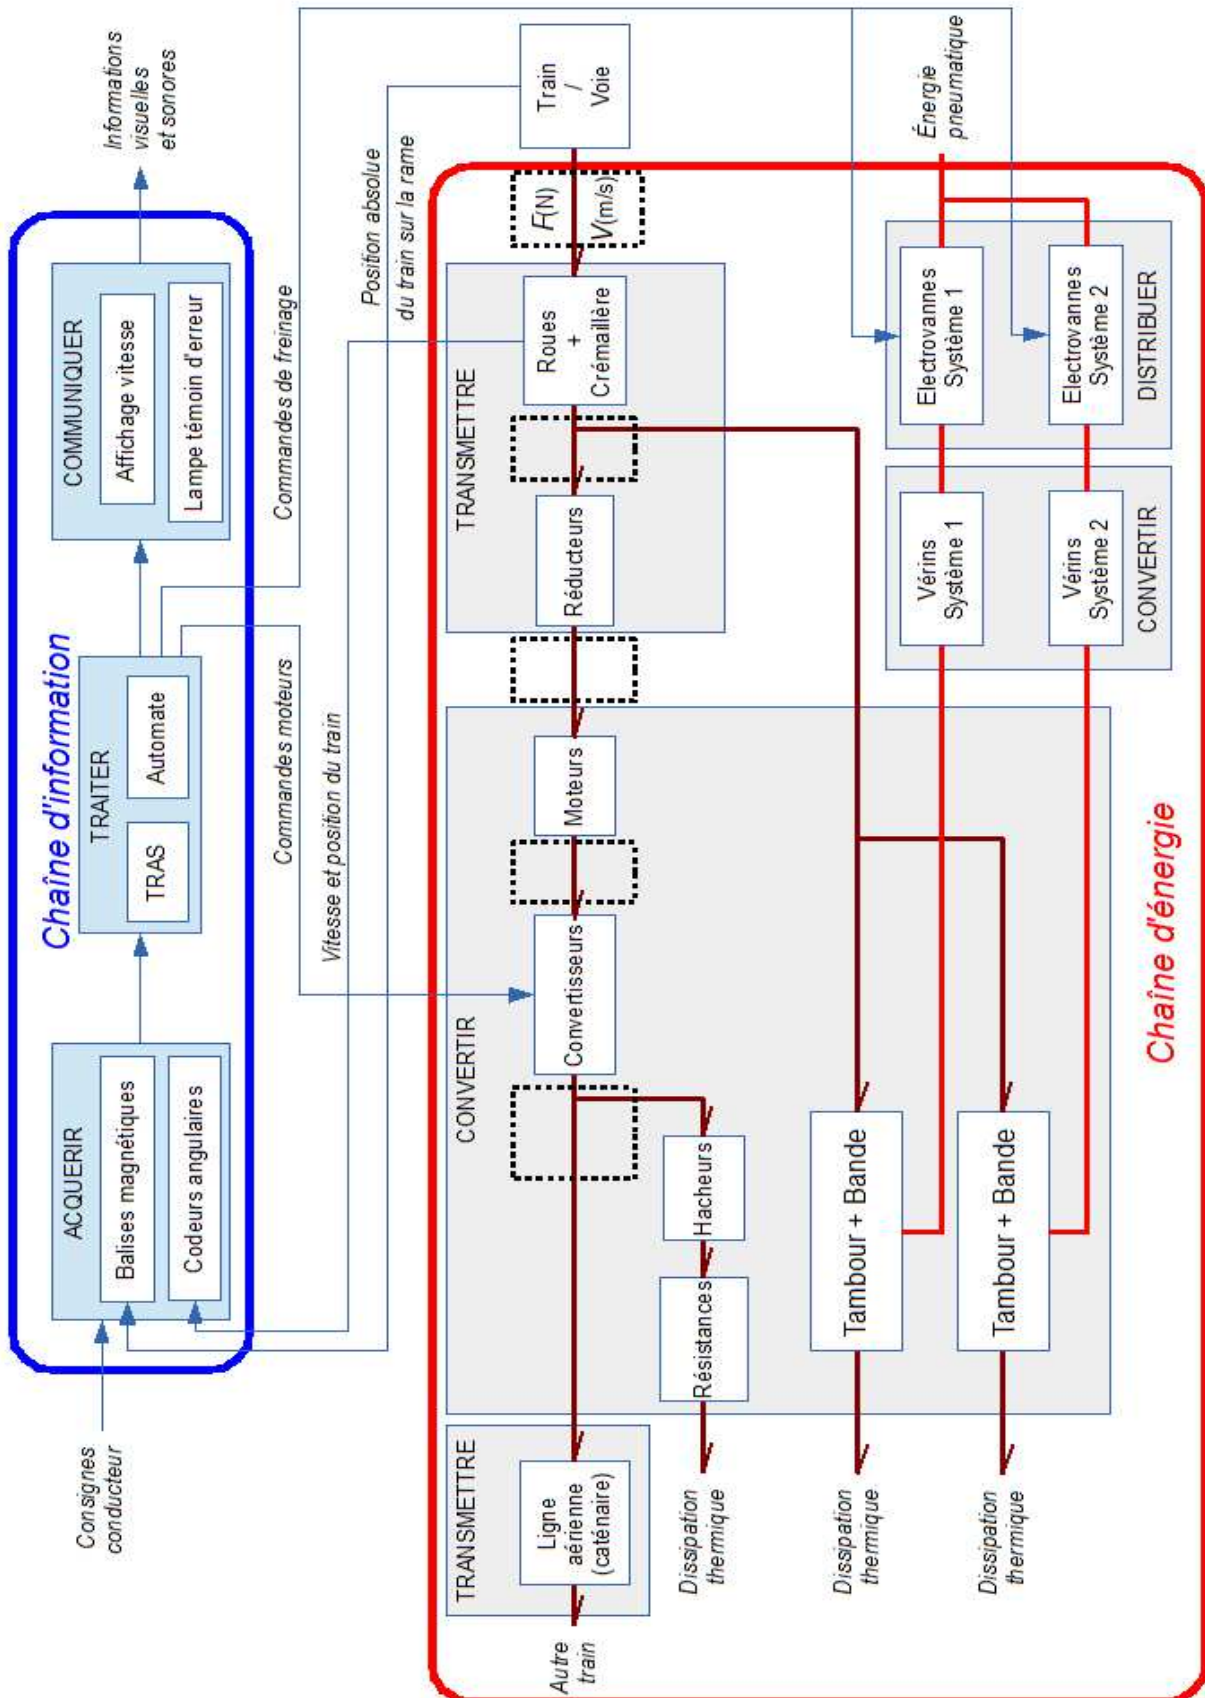 Chaîne d'information
ACQUERIR
Balises magnétiques
Codeurs angulaires
TRAITER
TRAS
Automate
COMMUNIQUER
Affichage vitesse
Lampe témoin d'erreur
Consignes
conducteur
Informations
visuelles
et sonores
Commandes moteurs
Commandes de freinage
Vitesse et position du train
Position absolue
du train sur la rame
TRANSMETTRE
Ligne
aérienne
(caténaire)
Autre
train
CONVERTIR
Convertisseurs
Moteurs
TRANSMETTRE
Réducteurs
Roues
+
Crémaillère
F(N)
V(m/s)
Train
/
Voie
Résistances
Hacheurs
Dissipation
thermique
Tambour + Bande
Dissipation
thermique
Tambour + Bande
Dissipation
thermique
Vérins
Système 1
Vérins
Système 2
CONVERTIR
Electrovannes
Système 1
Electrovannes
Système 2
DISTRIBUER
Énergie
pneumatique
Chaîne d'énergie